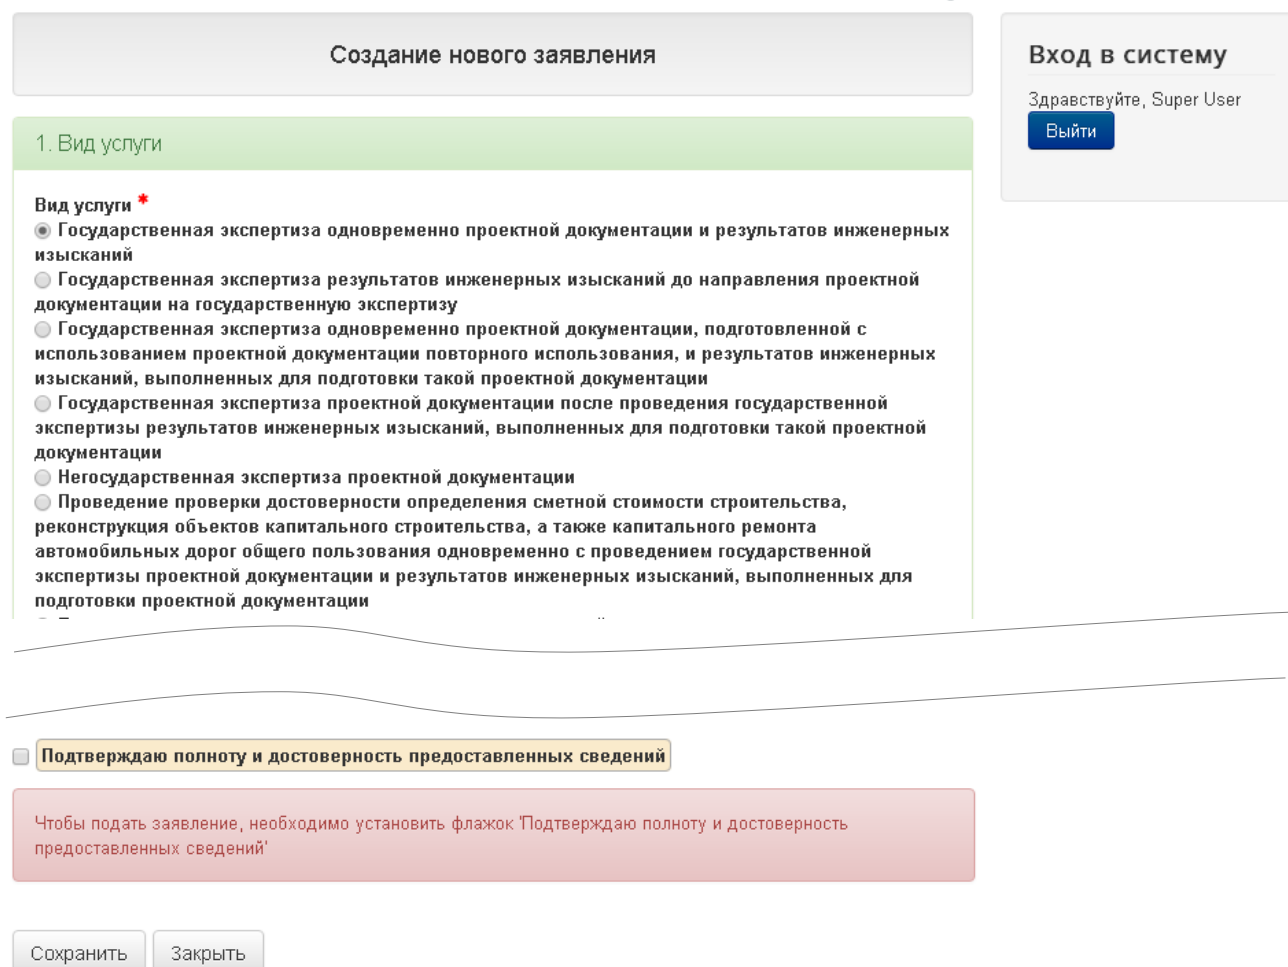 Создание нового заявления
1. Вид услуги
Вид услуги *
Государственная экспертиза одновременно проектной документации и результатов инженерных
изысканий
Государственная экспертиза результатов инженерных изысканий до направления проектной
документации на государственную экспертизу
Государственная экспертиза одновременно проектной документации, подготовленной с
использованием проектной документации повторного использования, и результатов инженерных
изысканий, выполненных для подготовки такой проектной документации
Государственная экспертиза проектной документации после проведения государственной
экспертизы результатов инженерных изысканий, выполненных для подготовки такой проектной
документации
Негосударственная экспертиза проектной документации
Проведение проверки достоверности определения сметной стоимости строительства,
реконструкция объектов капитального строительства, а также капитального ремонта
автомобильных дорог общего пользования одновременно с проведением государственной
экспертизы проектной документации и результатов инженерных изысканий, выполненных для
подготовки проектной документации
Подтверждаю полноту и достоверность предоставленных сведений
Чтобы подать заявление, необходимо установить флажок 'Подтверждаю полноту и достоверность
предоставленных сведений'
Сохранить
Закрыть
Вход в систему
Здравствуйте, Super User
Выйти